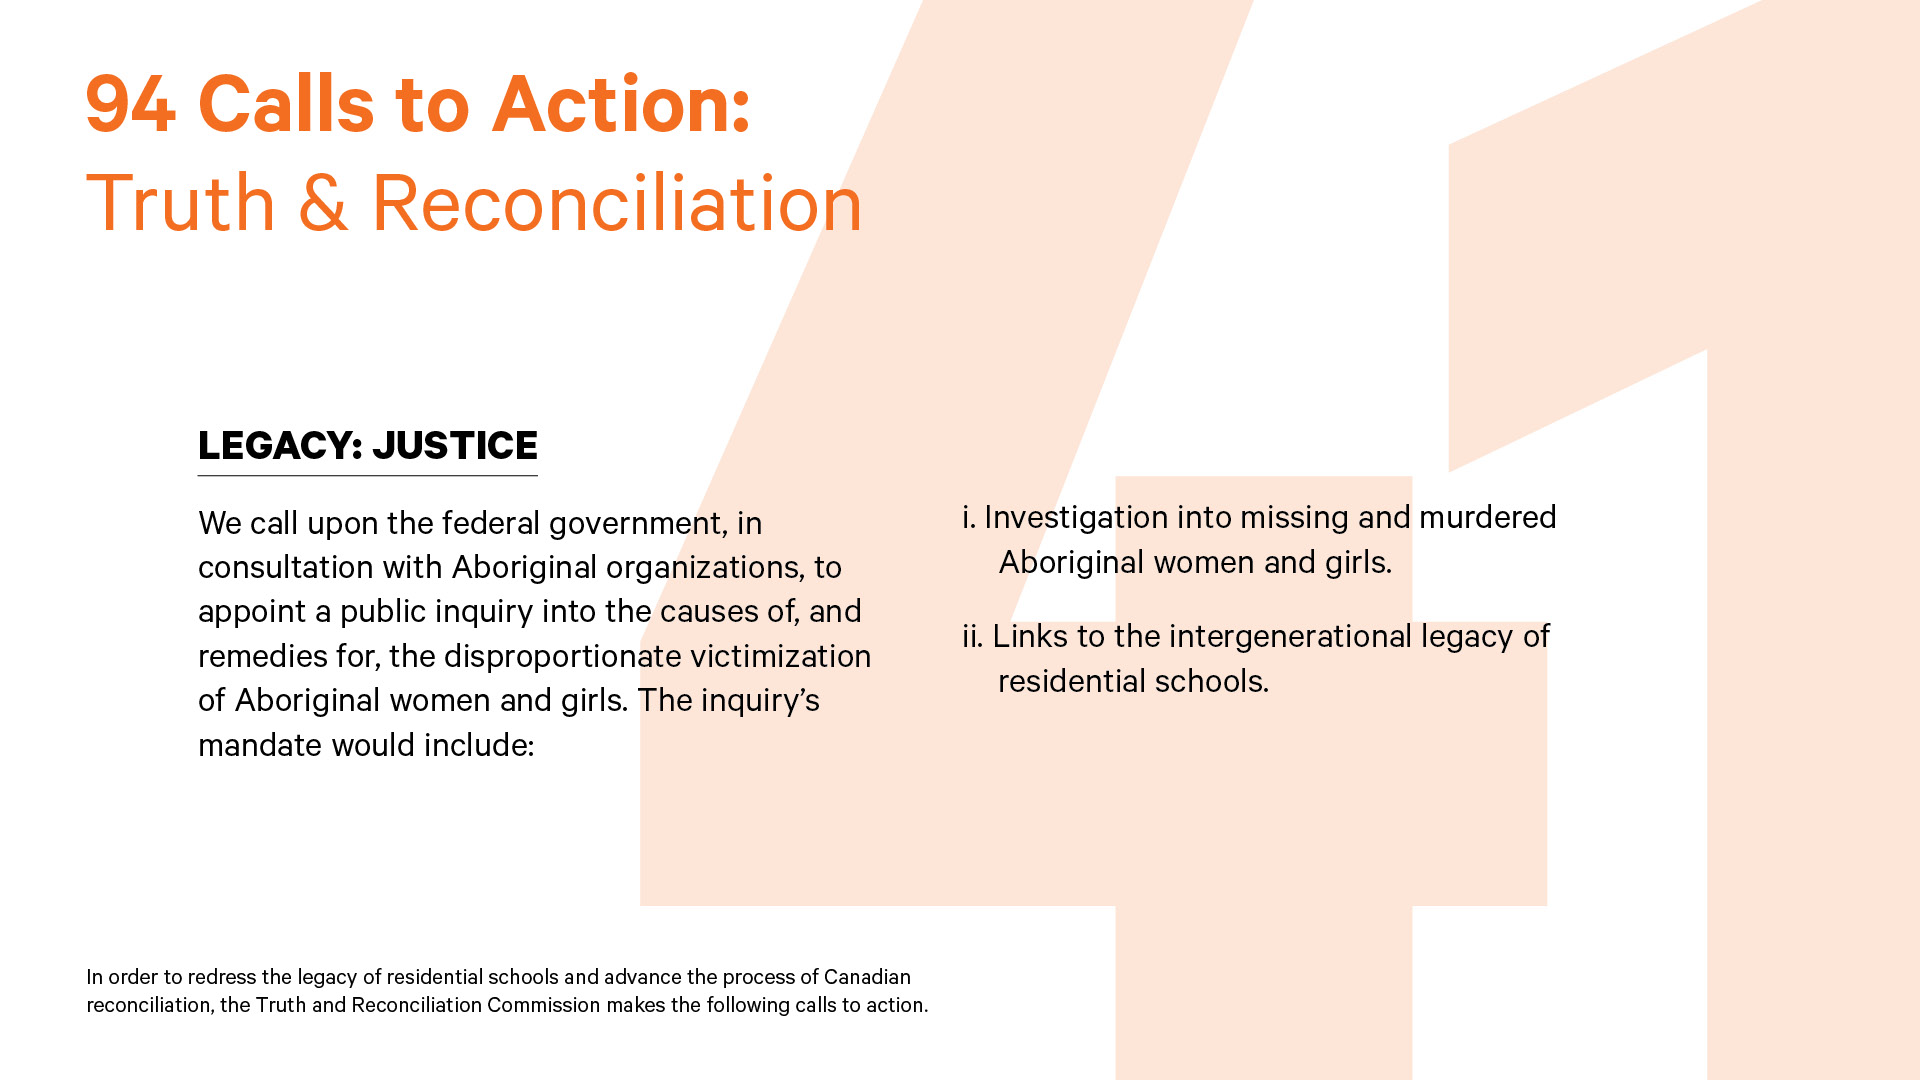 94 Calls to Action:
Truth & Reconciliation
41
LEGACY: JUSTICE
We call upon the federal government, in
consultation with Aboriginal organizations, to
appoint a public inquiry into the causes of, and
remedies for, the disproportionate victimization
of Aboriginal women and girls. The inquiry’s
mandate would include:
i. Investigation into missing and murdered
Aboriginal women and girls.
ii. Links to the intergenerational legacy of
residential schools.
In order to redress the legacy of residential schools and advance the process of Canadian
reconciliation, the Truth and Reconciliation Commission makes the following calls to action.